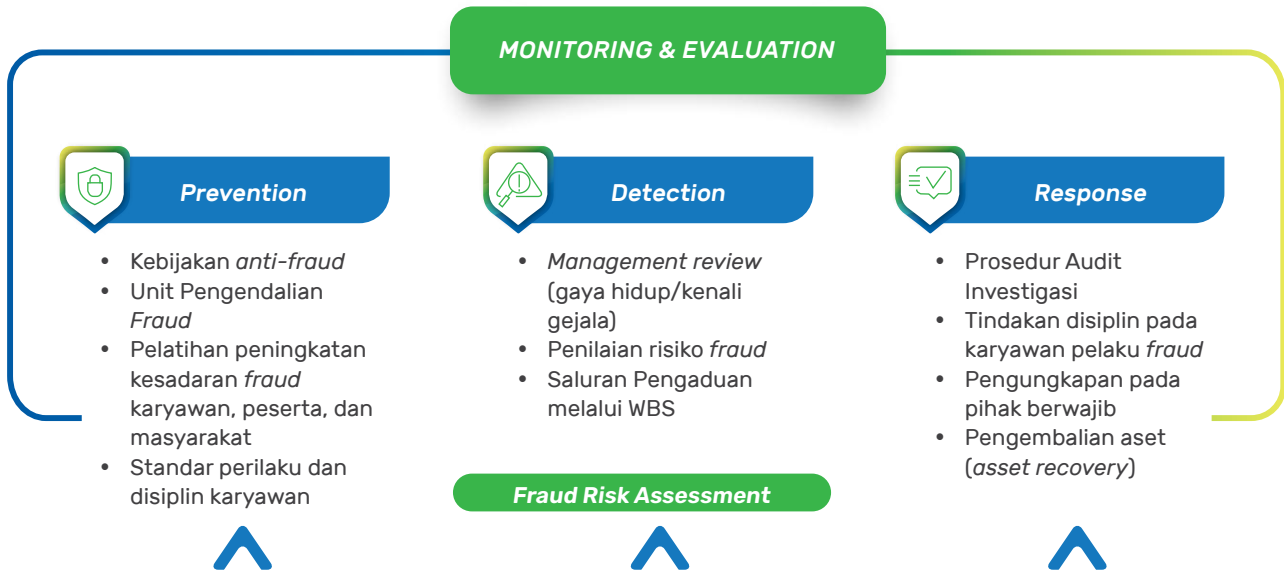 MONITORING & EVALUATION
Prevention
• Kebijakan anti-fraud
• Unit Pengendalian
Fraud
• Pelatihan peningkatan
kesadaran fraud
karyawan, peserta, dan
masyarakat
• Standar perilaku dan
disiplin karyawan
Detection
• Management review
(gaya hidup/kenali
gejala)
• Penilaian risiko fraud
• Saluran Pengaduan
melalui WBS
Fraud Risk Assessment
Response
• Prosedur Audit
Investigasi
• Tindakan disiplin pada
karyawan pelaku fraud
• Pengungkapan pada
pihak berwajib
• Pengembalian aset
(asset recovery)